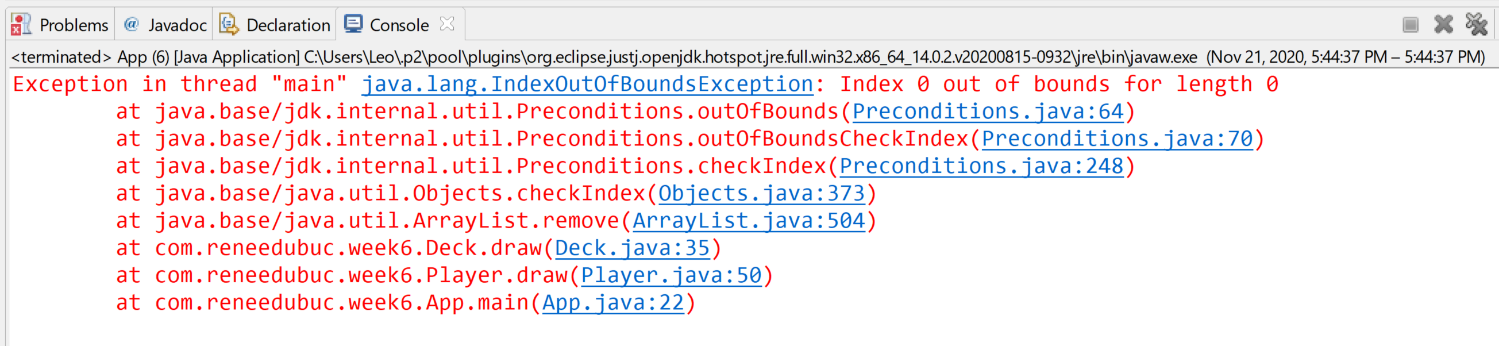 Problems @ Javadoc Declaration Console
<terminated> App (6) [Java Application] C:\Users\Leo\.p2\pool\plugins\org.eclipse.justj.openjdk.hotspot.jre.full.win32.x86_64_14.0.2.v20200815-0932\jre\bin\javaw.exe (Nov 21, 2020, 5:44:37 PM – 5:44:37 PM)
Exception in thread "main" java.lang.IndexOutOfBoundsException: Index 0 out of bounds for length 0
at java.base/jdk.internal.util.Preconditions.outOfBounds(Preconditions.java:64)
at java.base/jdk.internal.util.Preconditions.outOfBoundsCheckIndex(Preconditions.java:70)
at java.base/jdk.internal.util.Preconditions.checkIndex(Preconditions.java:248)
at java.base/java.util.Objects.checkIndex(Objects.java:373)
at java.base/java.util.ArrayList.remove(ArrayList.java:504)
at com.reneedubuc.week6.Deck.draw(Deck.java:35)
at com.reneedubuc.week6.Player.draw(Player.java:50)
at com.reneedubuc.week6.App.main(App.java:22)